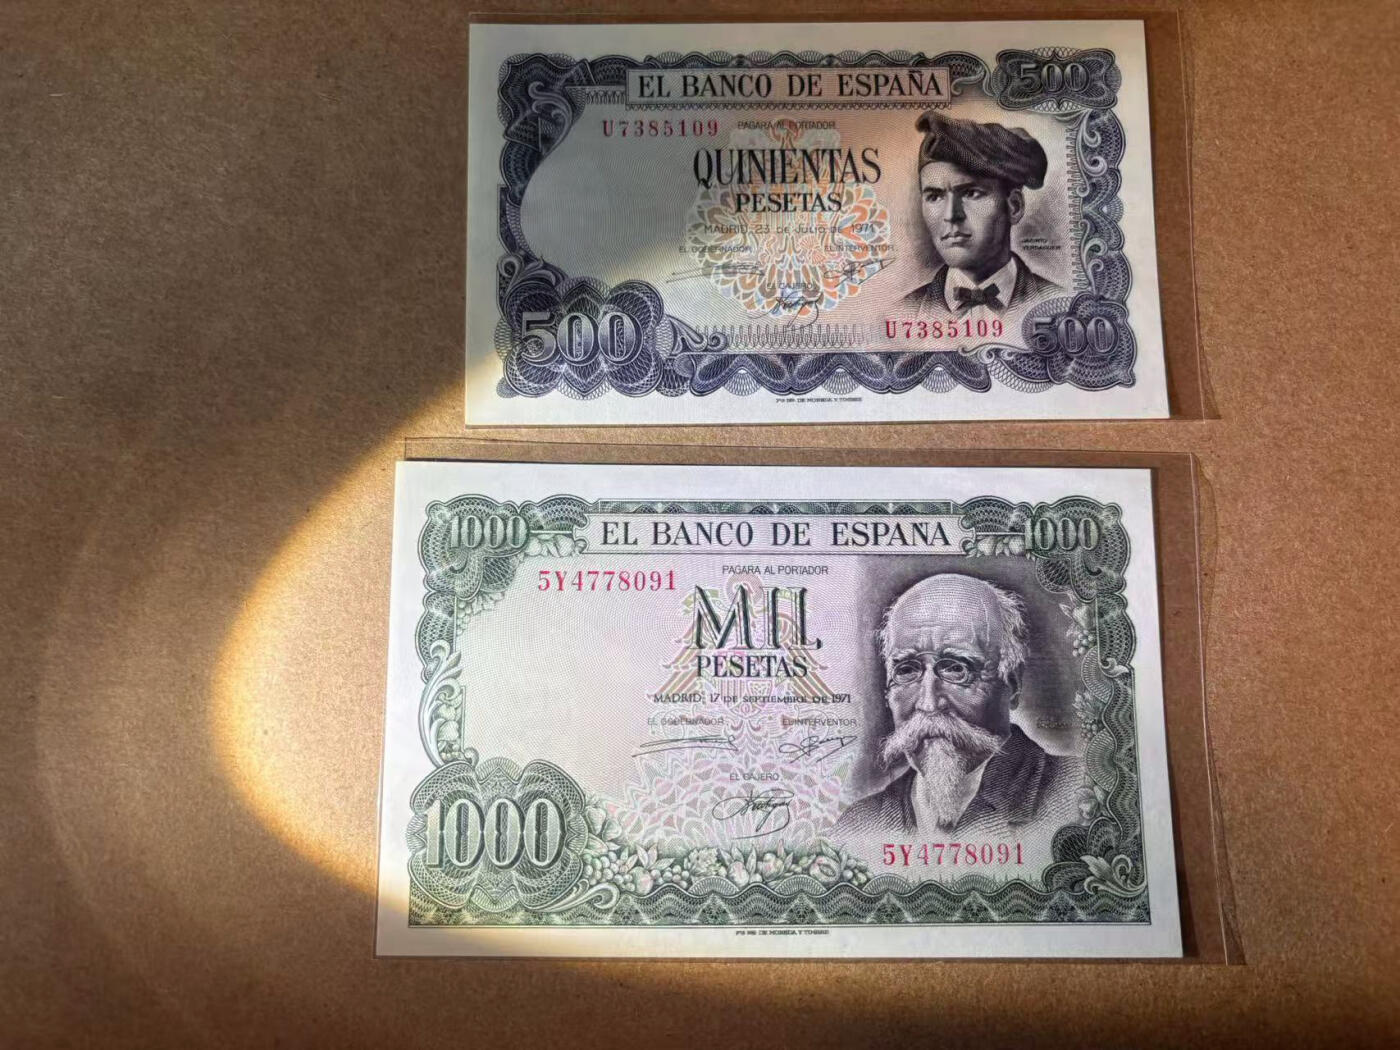 EL BANCO DE ESPAÑA
500
U7385109
PAGARA AL PORTADOR
QUINIENTAS
PESETAS
MADRID, 23 DE JULIO DE 1971
EL GOBERNADOR,
EL INTERVENTOR,
JACINTO
VERDAGUER
EL CAJERO,
500
U7385109
500
1000
EL BANCO DE ESPAÑA
1000
5Y4778091
PAGARA AL PORTADOR
MIL
PESETAS
MADRID, 17 DE SEPTIEMBRE DE 1971
EL GOBERNADOR,
EL INTERVENTOR,
EL CAJERO,
1000
5Y4778091